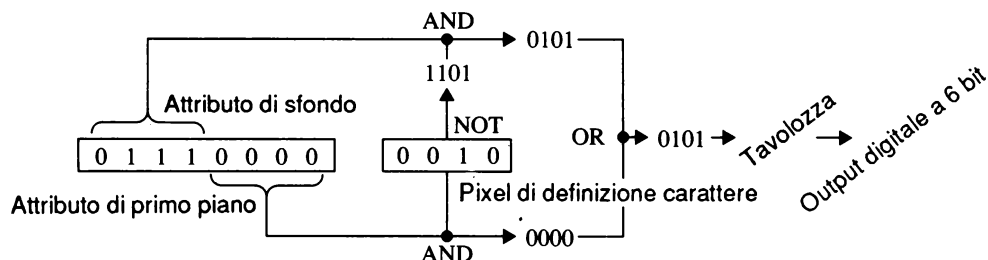 AND
0101
1101
Attributo di sfondo
NOT
0 1 1 1 0 0 0 0
0 0 1 0
OR
0101
Tavolozza
Output digitale a 6 bit
Attributo di primo piano
Pixel di definizione carattere
AND
0000